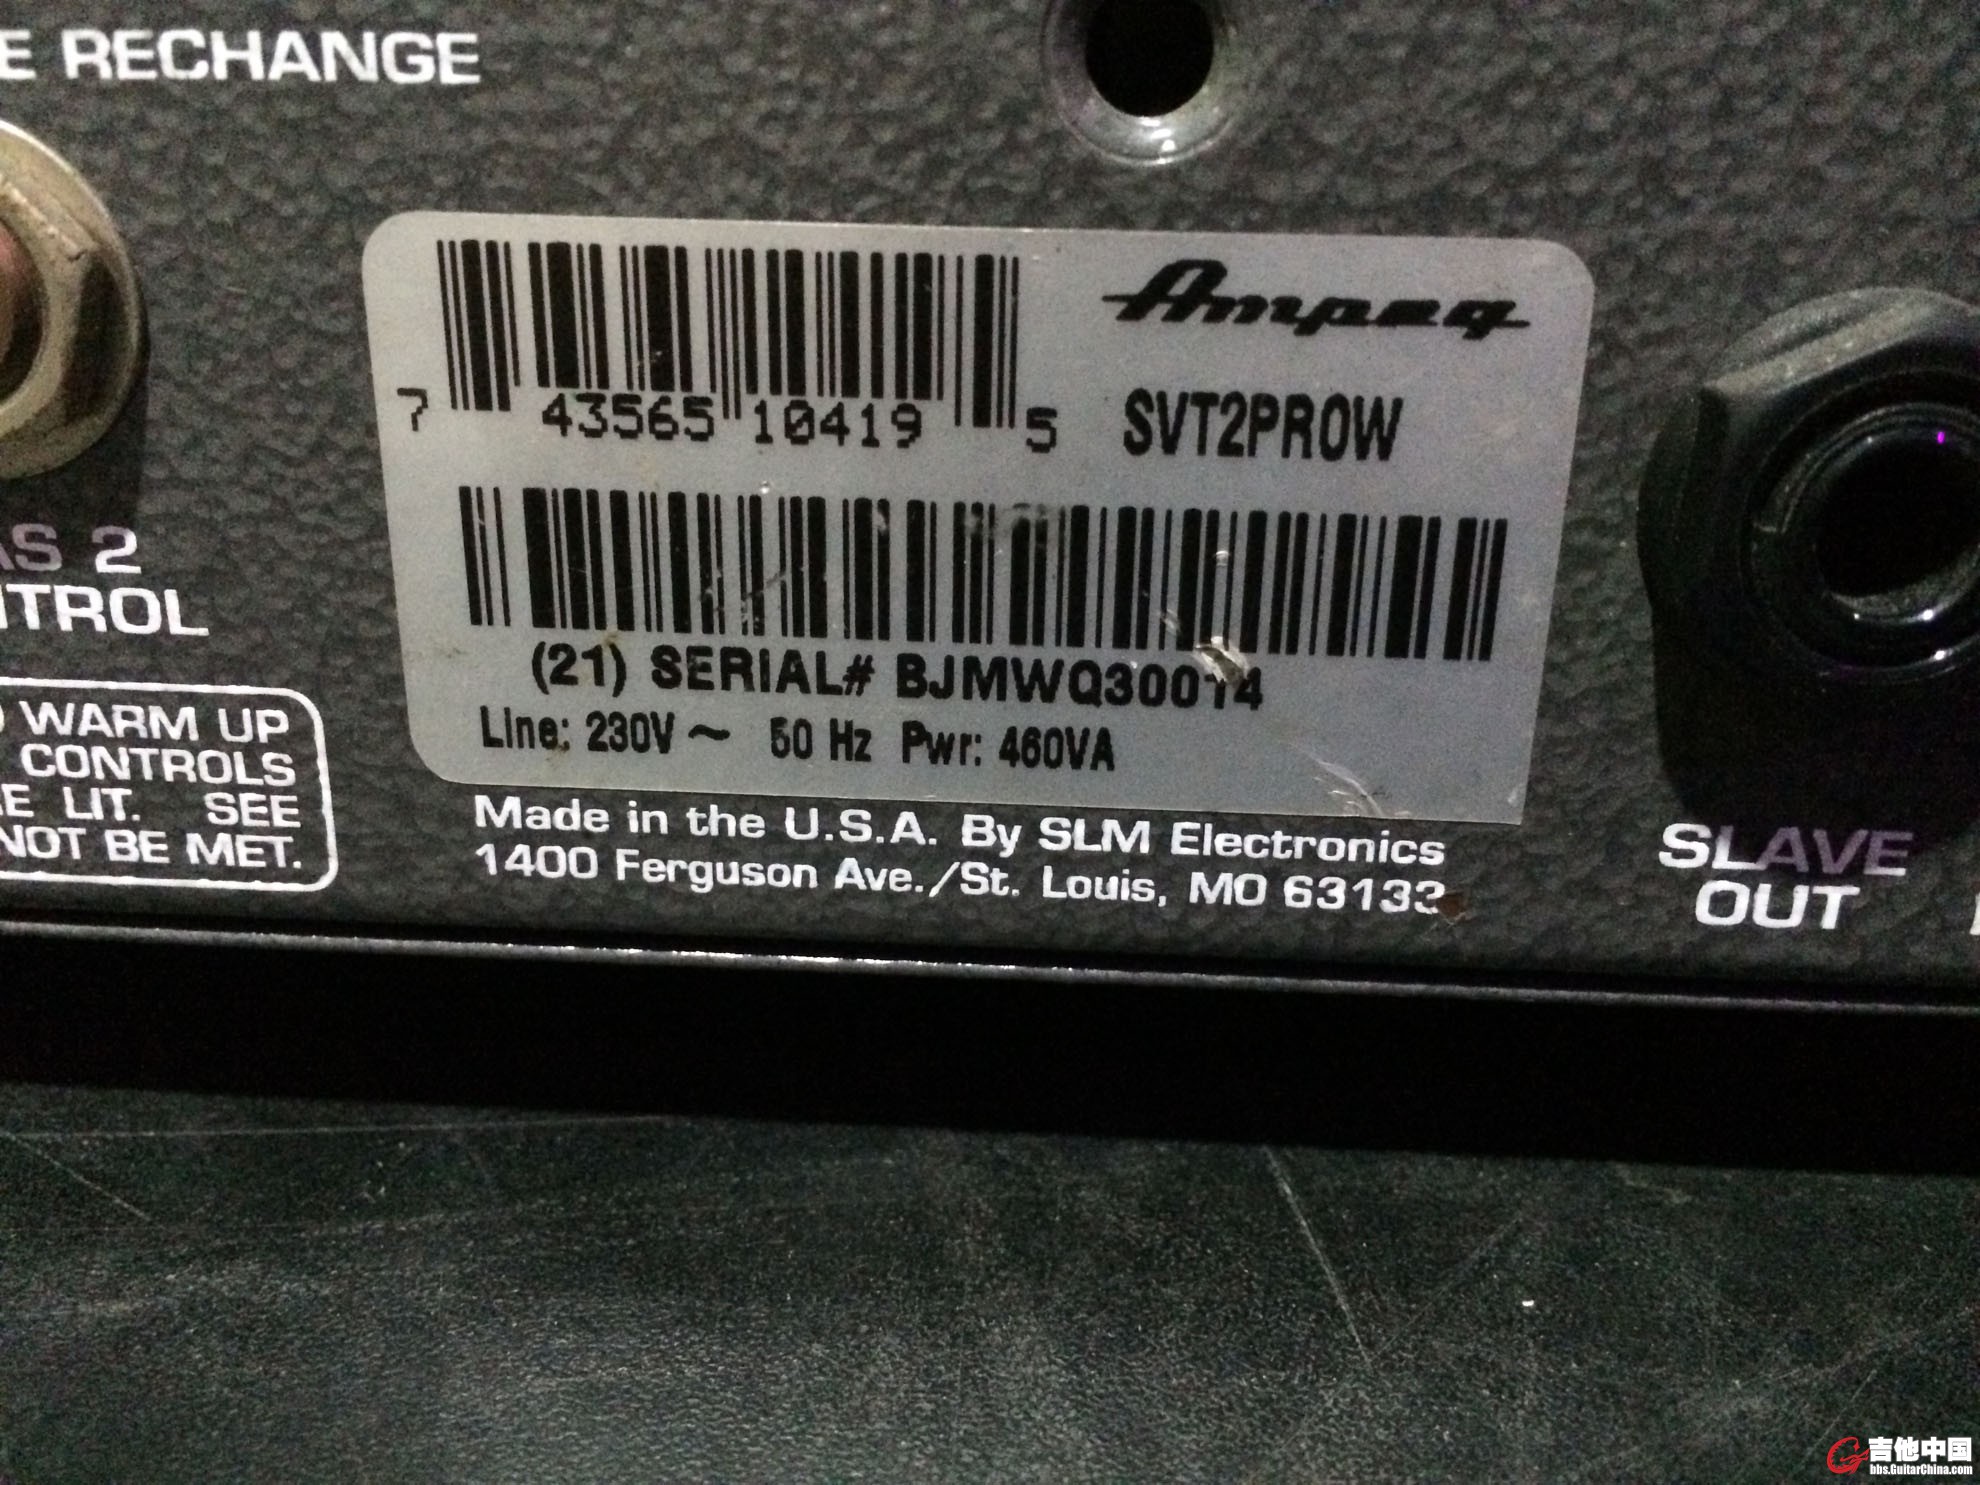 E RECHANGE
Ampeg
7 43565 10419 5 SVT2PROW
AS 2
(21) SERIAL# BJMWQ30014
Line: 230V ~ 50 Hz Pwr: 460VA
WARM UP
CONTROLS
LIT. SEE
NOT BE MET.
Made in the U.S.A. By SLM Electronics
1400 Ferguson Ave./St. Louis, MO 63133
SLAVE
OUT
吉他中国
bbs.GuitarChina.com